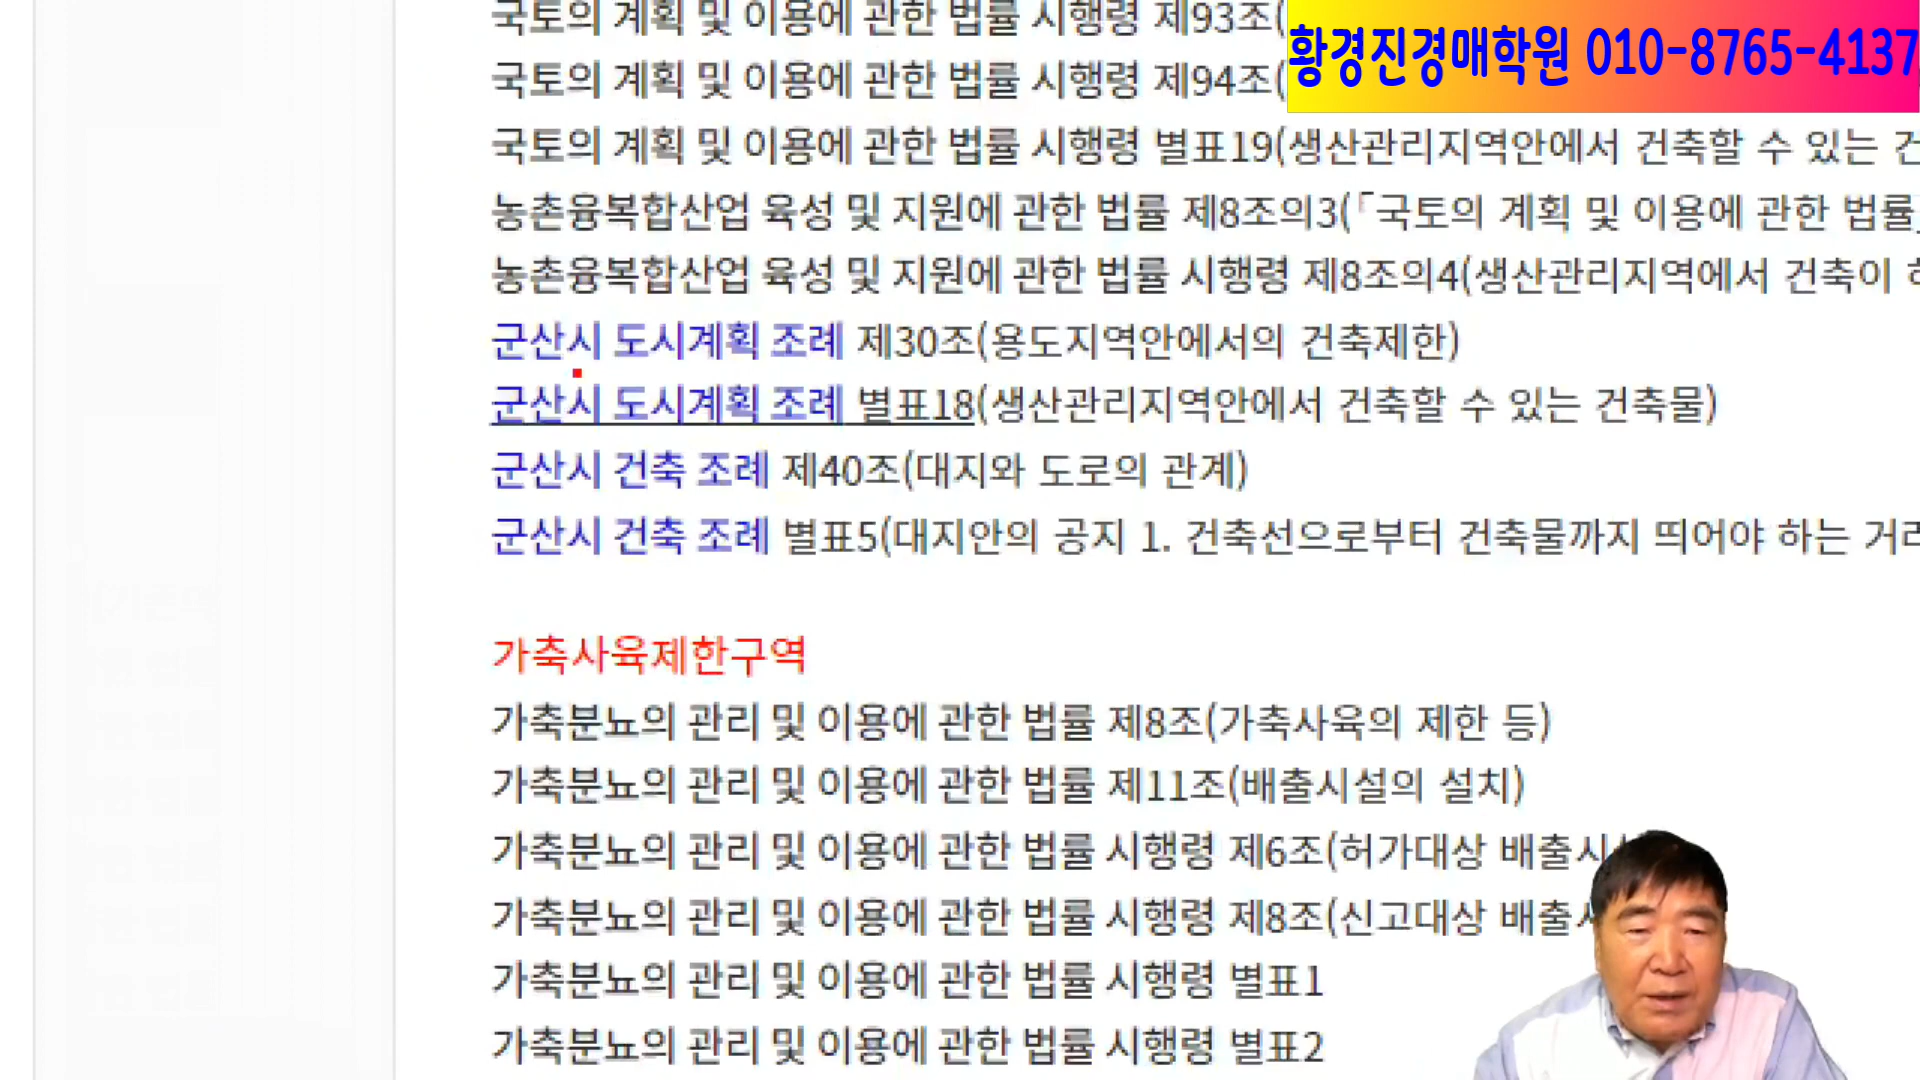 국토의 계획 및 이용에 관한 법률 시행령 제93조(
황경진경매학원 010-8765-4137
국토의 계획 및 이용에 관한 법률 시행령 제94조(
국토의 계획 및 이용에 관한 법률 시행령 별표19(생산관리지역안에서 건축할 수 있는 건
농촌융복합산업 육성 및 지원에 관한 법률 제8조의3(「국토의 계획 및 이용에 관한 법률」
농촌융복합산업 육성 및 지원에 관한 법률 시행령 제8조의4(생산관리지역에서 건축이 허
군산시 도시계획 조례 제30조(용도지역안에서의 건축제한)
군산시 도시계획 조례 별표18(생산관리지역안에서 건축할 수 있는 건축물)
군산시 건축 조례 제40조(대지와 도로의 관계)
군산시 건축 조례 별표5(대지안의 공지 1. 건축선으로부터 건축물까지 띄어야 하는 거리
가축사육제한구역
가축분뇨의 관리 및 이용에 관한 법률 제8조(가축사육의 제한 등)
가축분뇨의 관리 및 이용에 관한 법률 제11조(배출시설의 설치)
가축분뇨의 관리 및 이용에 관한 법률 시행령 제6조(허가대상 배출시
가축분뇨의 관리 및 이용에 관한 법률 시행령 제8조(신고대상 배출
가축분뇨의 관리 및 이용에 관한 법률 시행령 별표1
가축분뇨의 관리 및 이용에 관한 법률 시행령 별표2